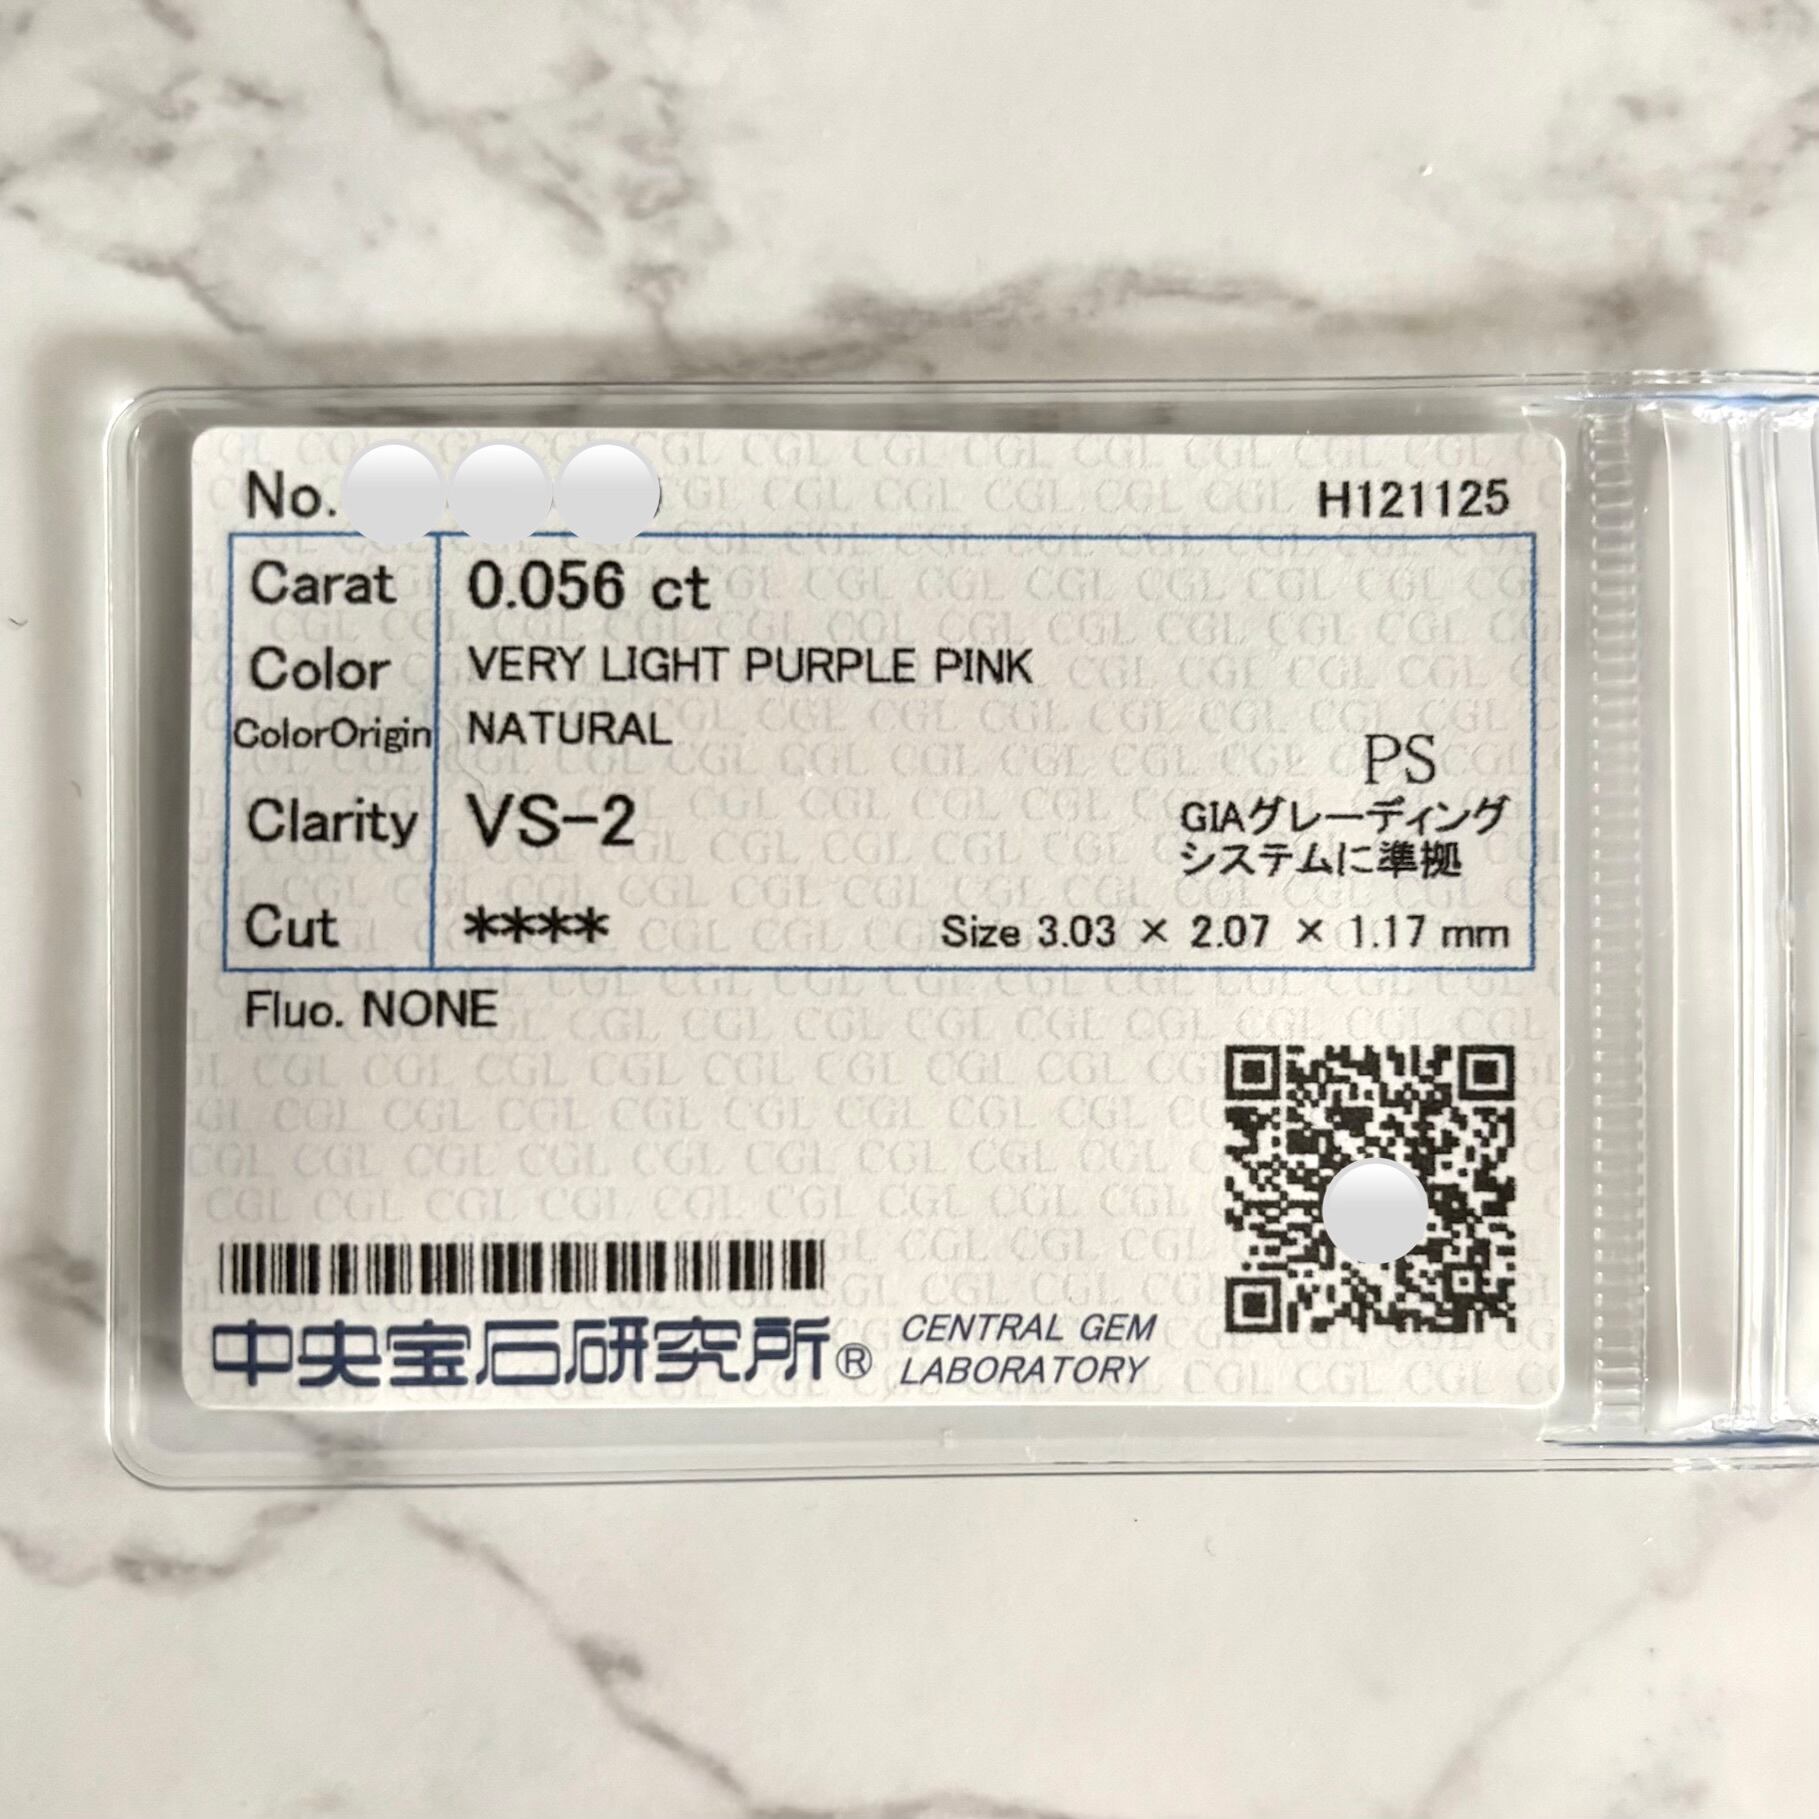 No.
H121125
Carat 0.056 ct
Color VERY LIGHT PURPLE PINK
ColorOrigin NATURAL
PS
Clarity VS-2
GIAグレーディング
システムに準拠
Cut ****
Size 3.03 × 2.07 × 1.17 mm
Fluo. NONE
中央宝石研究所®
CENTRAL GEM
LABORATORY